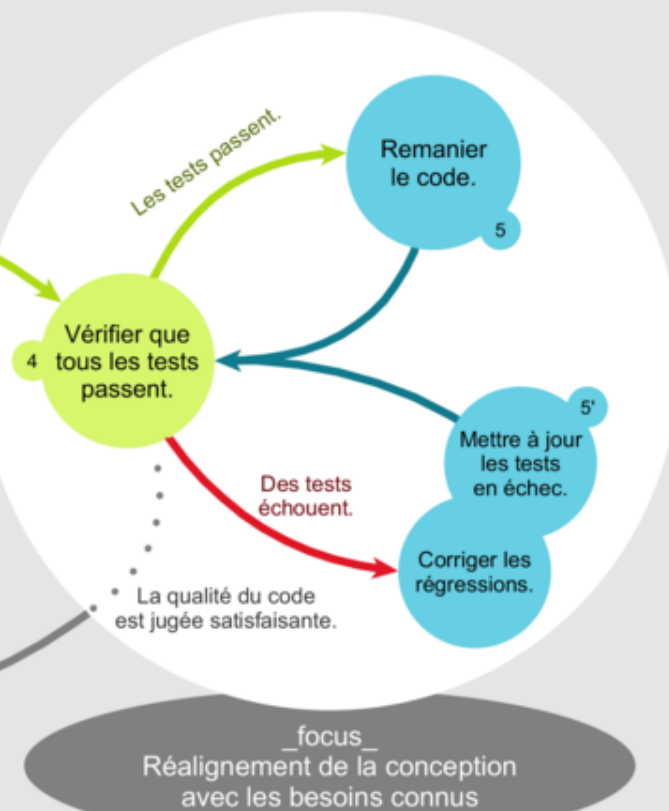 Les tests passent.
Remanier
le code.
5
4
Vérifier que
tous les tests
passent.
5'
Mettre à jour
les tests
en échec.
Des tests
échouent.
Corriger les
régressions.
La qualité du code
est jugée satisfaisante.
_focus_
Réalignement de la conception
avec les besoins connus